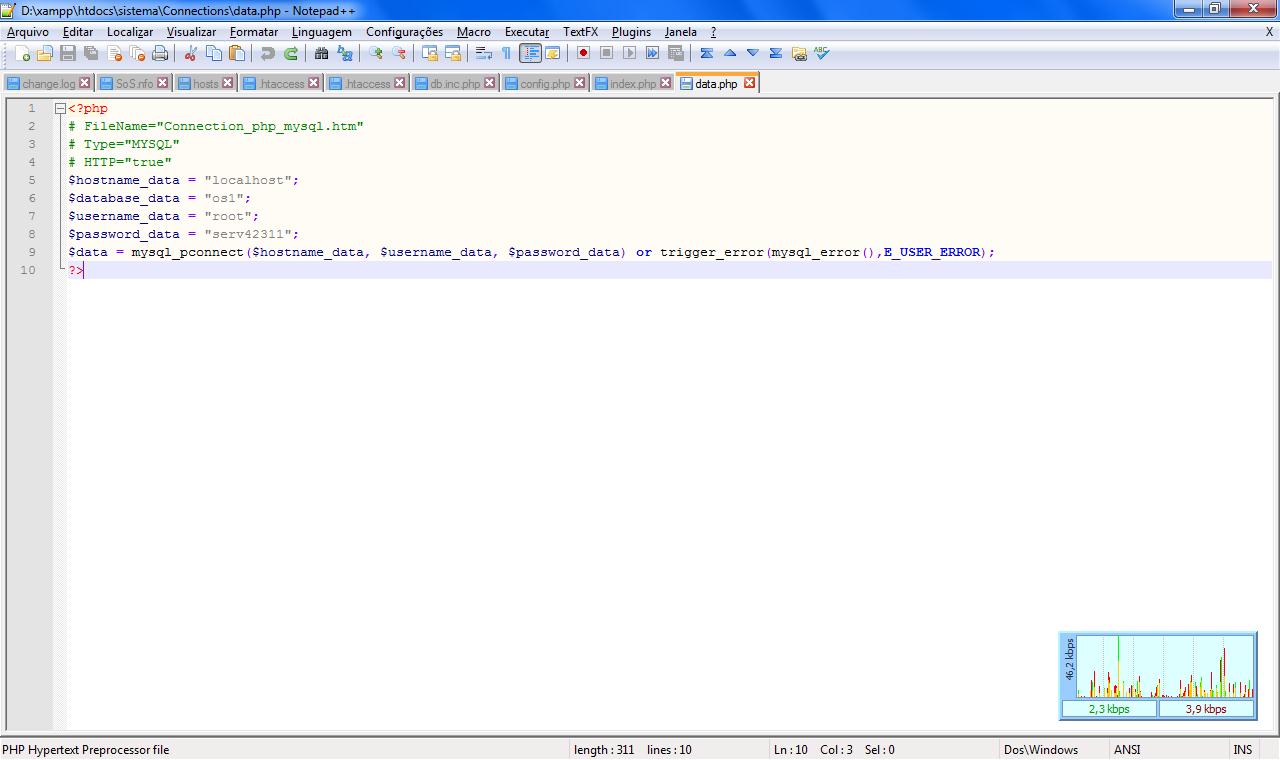 D:\xampp\htdocs\sistema\Connections\data.php - Notepad++
Arquivo Editar Localizar Visualizar Formatar Linguagem Configurações Macro Executar TextFX Plugins Janela ? X
change.log SoS.nfo hosts .htaccess .htaccess db.inc.php config.php index.php data.php
1 <?php
2 # FileName="Connection_php_mysql.htm"
3 # Type="MYSQL"
4 # HTTP="true"
5 $hostname_data = "localhost";
6 $database_data = "os1";
7 $username_data = "root";
8 $password_data = "serv42311";
9 $data = mysql_pconnect($hostname_data, $username_data, $password_data) or trigger_error(mysql_error(),E_USER_ERROR);
10 ?>
46,2 kbps
2,3 kbps 3,9 kbps
PHP Hypertext Preprocessor file length : 311 lines : 10 Ln : 10 Col : 3 Sel : 0 Dos\Windows ANSI INS